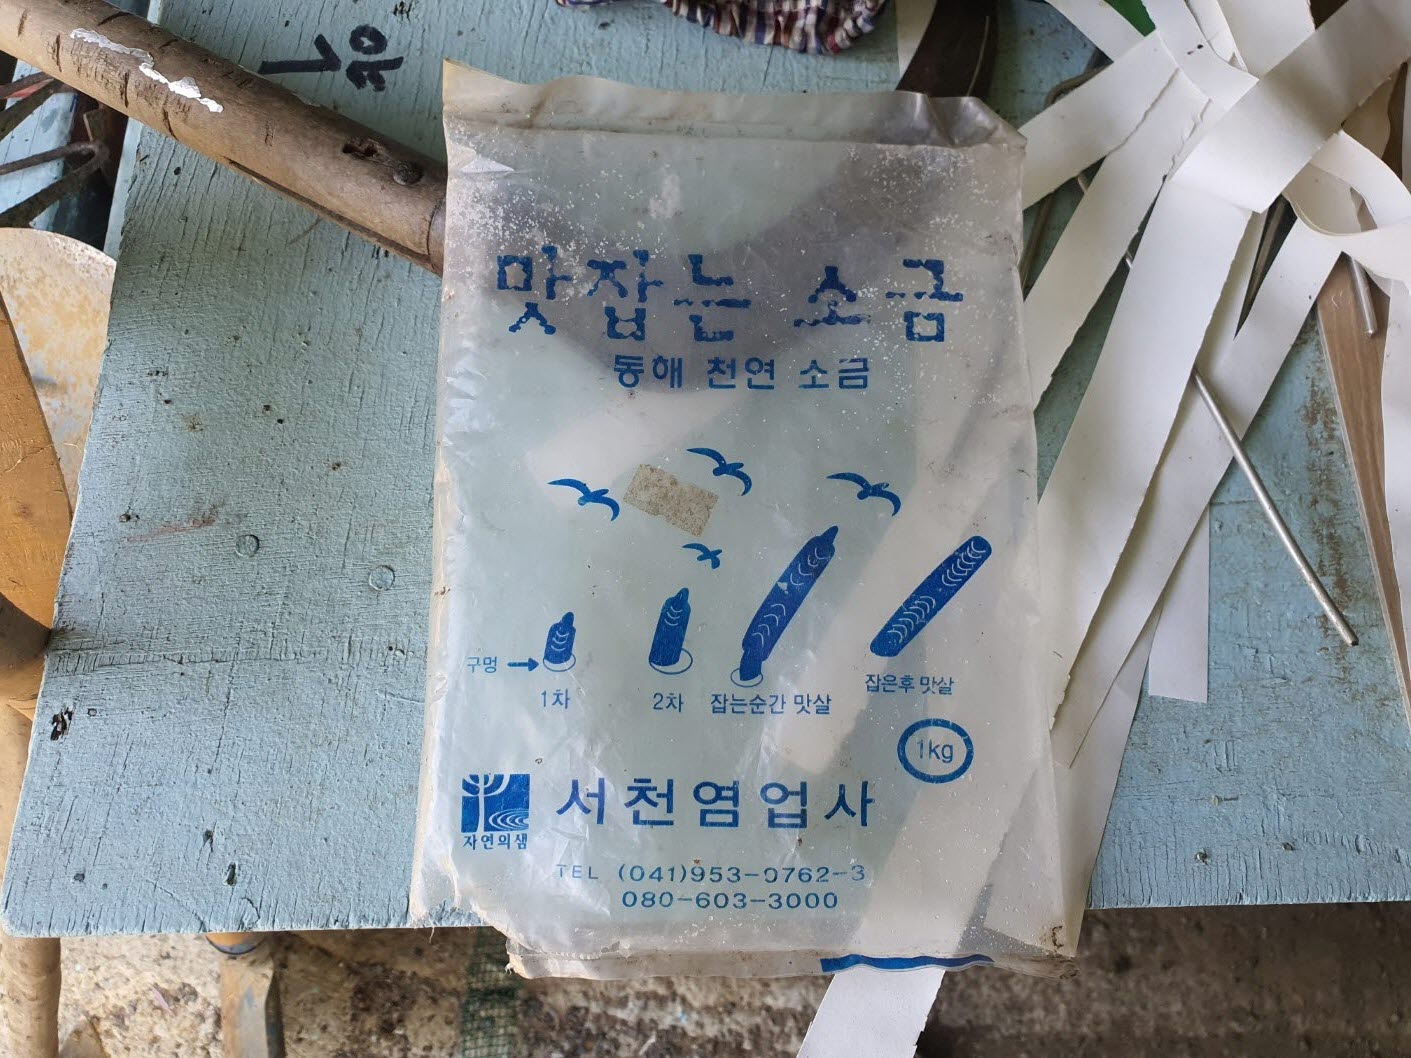 맛잡는 소금
동해 천연 소금
구멍
1차
2차
잡는순간 맛살
잡은후 맛살
1kg
자연의샘
서천염업사
TEL (041)953-0762-3
080-603-3000